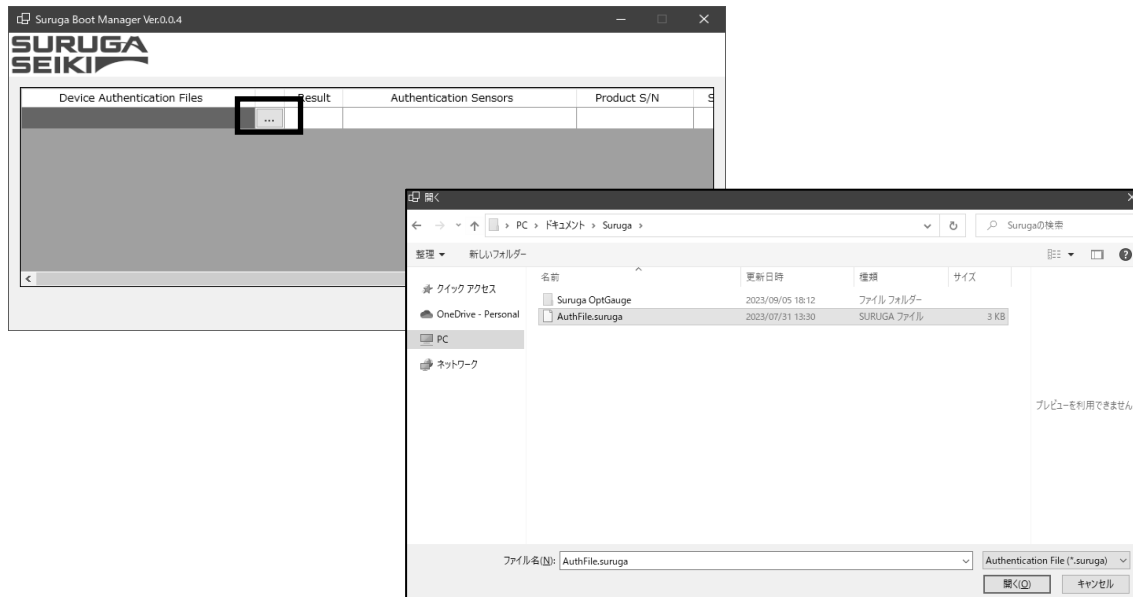 Suruga Boot Manager Ver.0.0.4
SURUGA
SEIKI
Device Authentication Files Result Authentication Sensors Product S/N S
...
開く
PC > ドキュメント > Suruga >
Surugaの検索
整理 新しいフォルダー
名前 更新日時 種類 サイズ
クイック アクセス
OneDrive - Personal
PC
ネットワーク
Suruga OptGauge 2023/09/05 18:12 ファイル フォルダー
AuthFile.suruga 2023/07/31 13:30 SURUGA ファイル 3 KB
プレビューを利用できません
ファイル名(N): AuthFile.suruga Authentication File (*.suruga)
開く(O) キャンセル